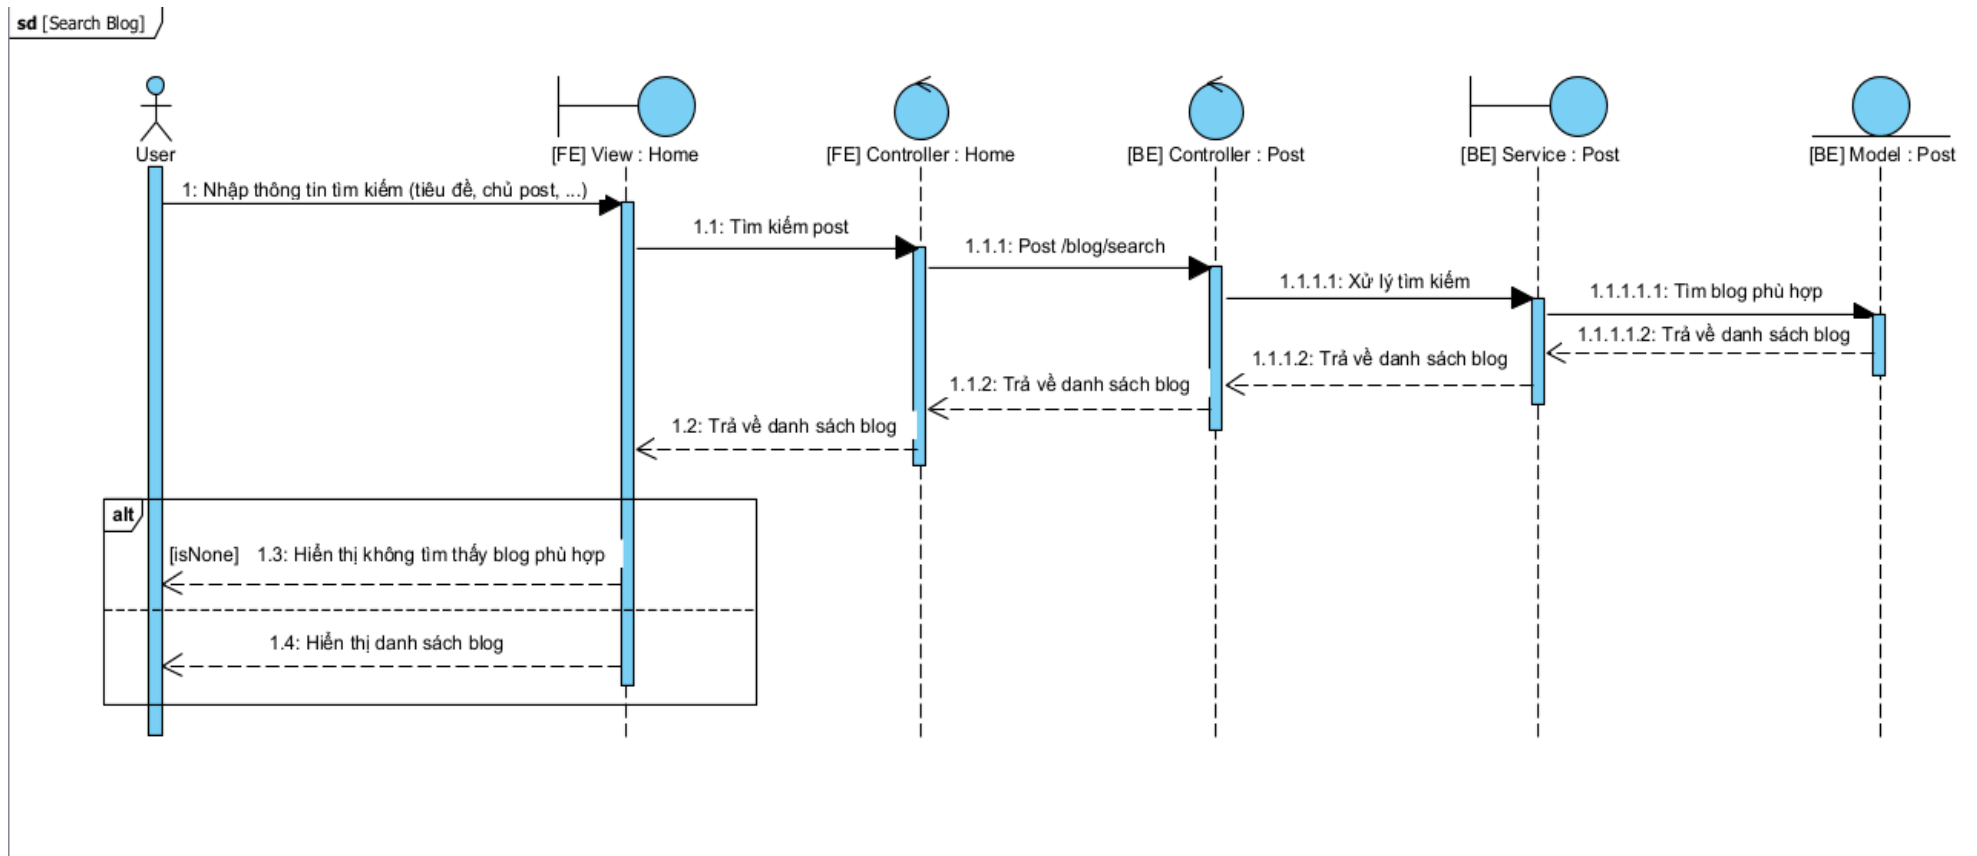 sd [Search Blog]
User
[FE] View : Home
[FE] Controller : Home
[BE] Controller : Post
[BE] Service : Post
[BE] Model : Post
1: Nhập thông tin tìm kiếm (tiêu đề, chủ post, ...)
1.1: Tìm kiếm post
1.1.1: Post /blog/search
1.1.1.1: Xử lý tìm kiếm
1.1.1.1.1: Tìm blog phù hợp
1.1.1.1.2: Trả về danh sách blog
1.1.1.2: Trả về danh sách blog
1.1.2: Trả về danh sách blog
1.2: Trả về danh sách blog
alt
[isNone]
1.3: Hiển thị không tìm thấy blog phù hợp
1.4: Hiển thị danh sách blog